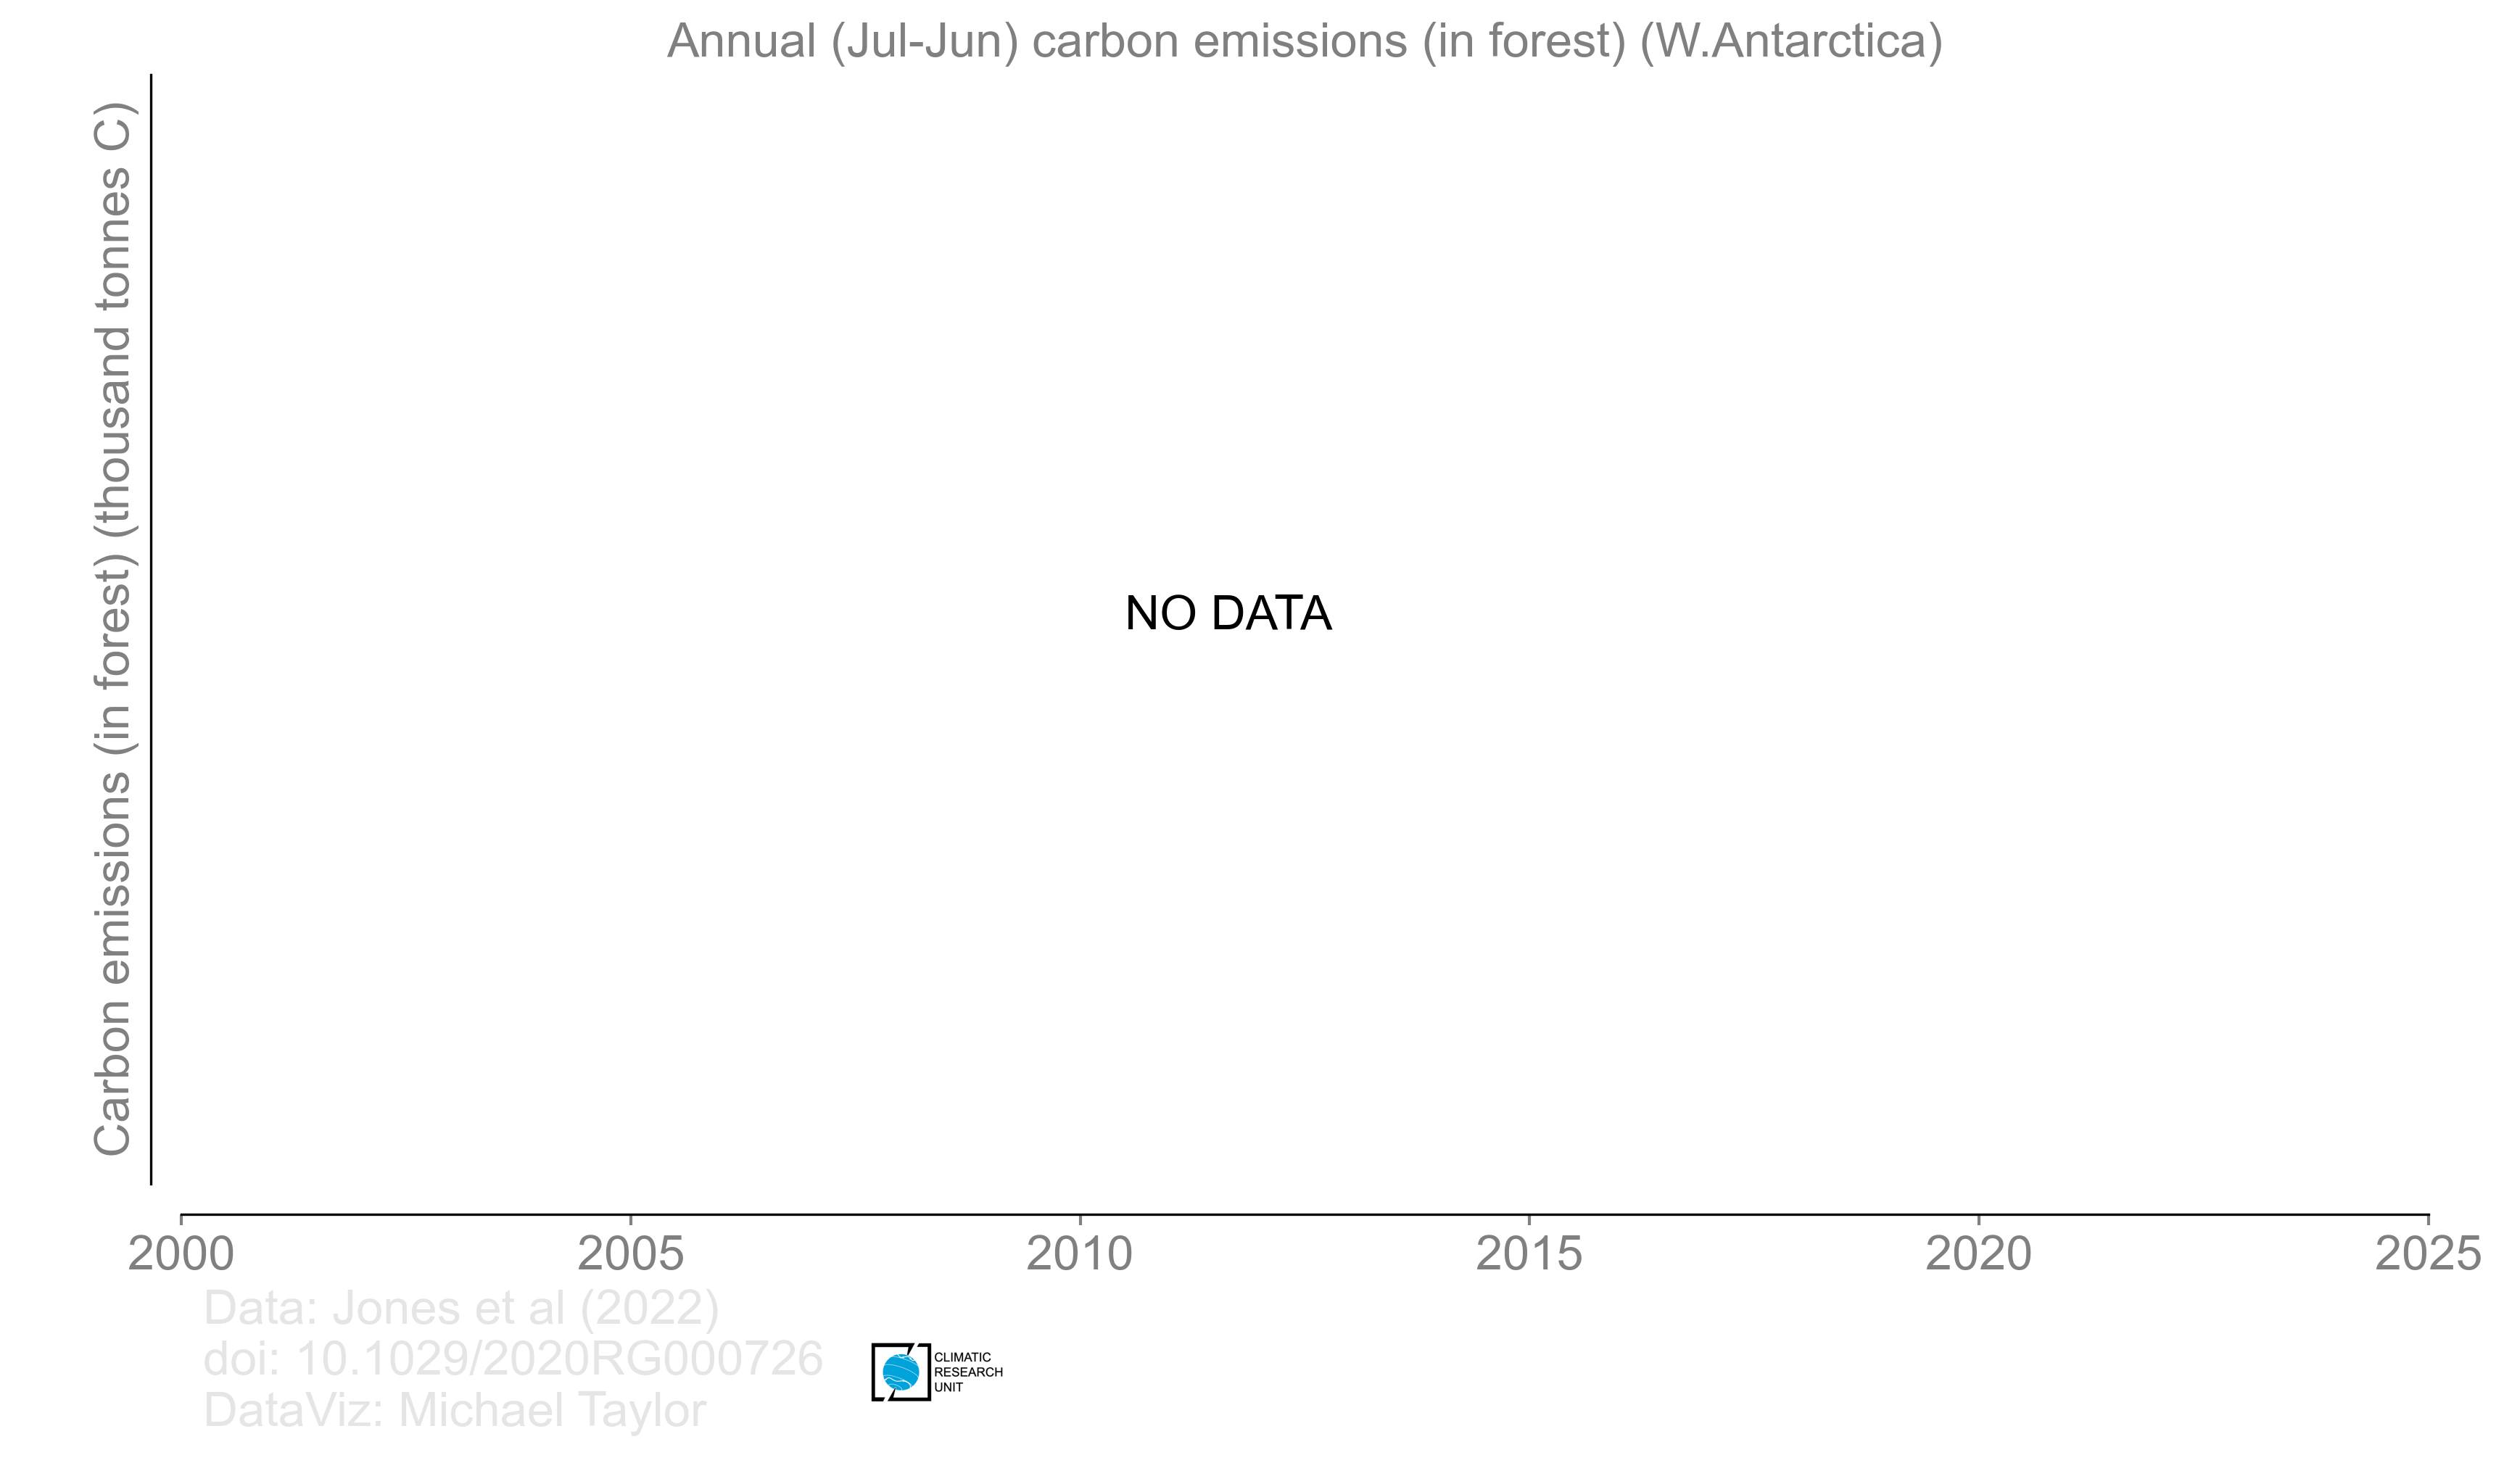 Annual (Jul-Jun) carbon emissions (in forest) (W.Antarctica)
Carbon emissions (in forest) (thousand tonnes C)
NO DATA
2000 2005 2010 2015 2020 2025
Data: Jones et al (2022)
doi: 10.1029/2020RG000726
DataViz: Michael Taylor
CLIMATIC
RESEARCH
UNIT